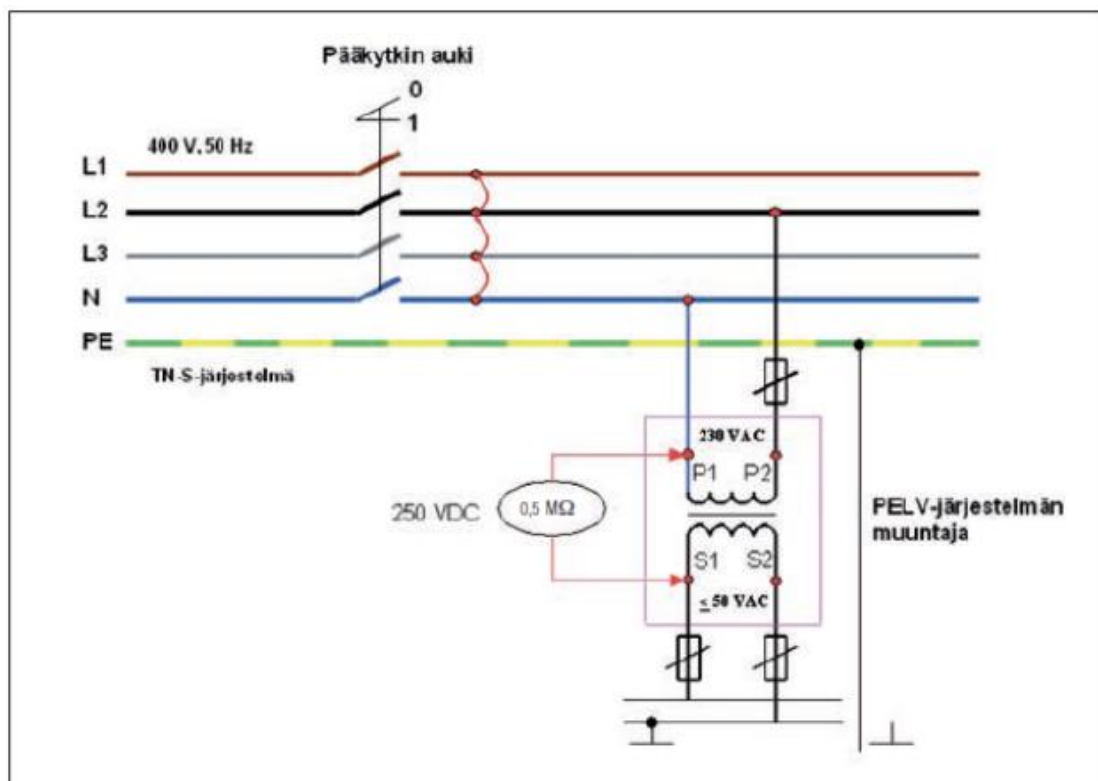 Pääkytkin auki
0
1
400 V, 50 Hz
L1
L2
L3
N
PE
TN-S-järjestelmä
230 VAC
P1 P2
250 VDC
0,5 MΩ
PELV-järjestelmän
muuntaja
S1 S2
≤ 50 VAC